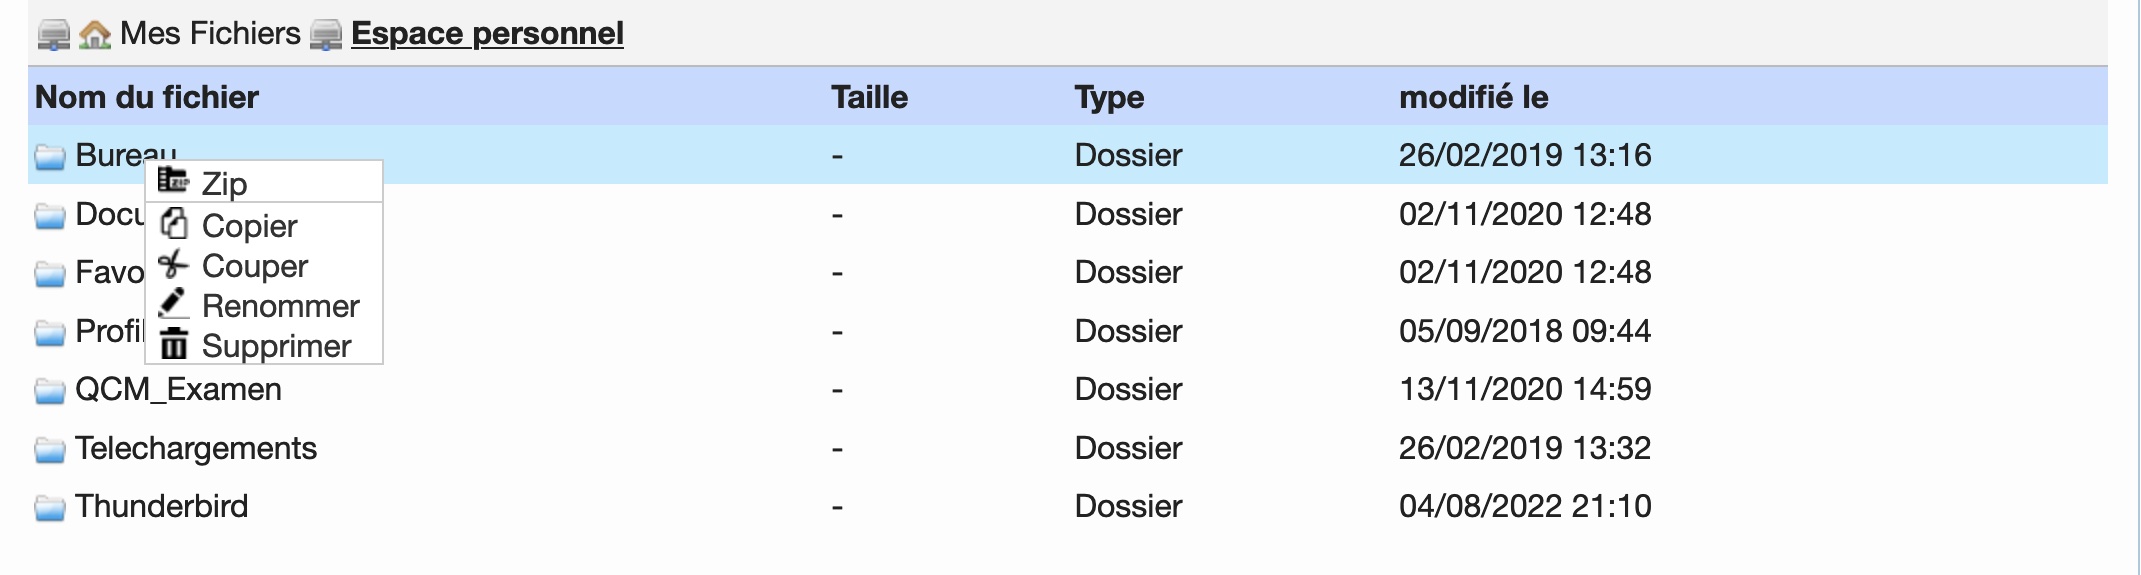 Mes Fichiers Espace personnel
Nom du fichier Taille Type modifié le
Bureau - Dossier 26/02/2019 13:16
Zip
Docu - Dossier 02/11/2020 12:48
Copier
Favo - Dossier 02/11/2020 12:48
Couper
Renommer
Profil - Dossier 05/09/2018 09:44
Supprimer
QCM_Examen - Dossier 13/11/2020 14:59
Telechargements - Dossier 26/02/2019 13:32
Thunderbird - Dossier 04/08/2022 21:10